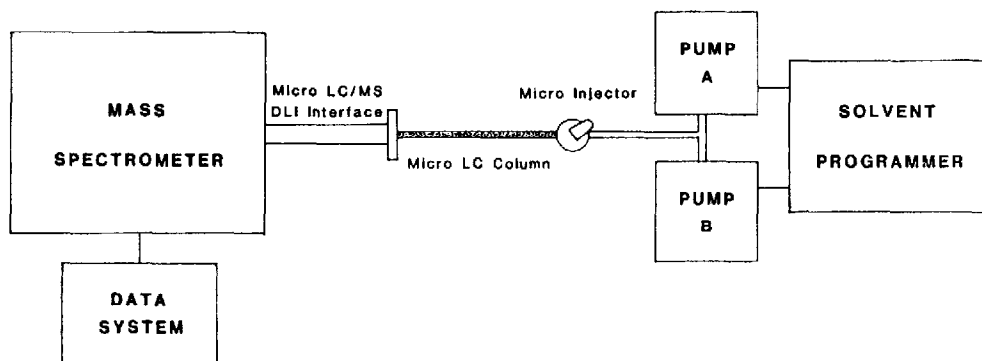 MASS
SPECTROMETER
Micro LC/MS
DLI Interface
Micro LC Column
Micro Injector
PUMP
A
PUMP
B
SOLVENT
PROGRAMMER
DATA
SYSTEM